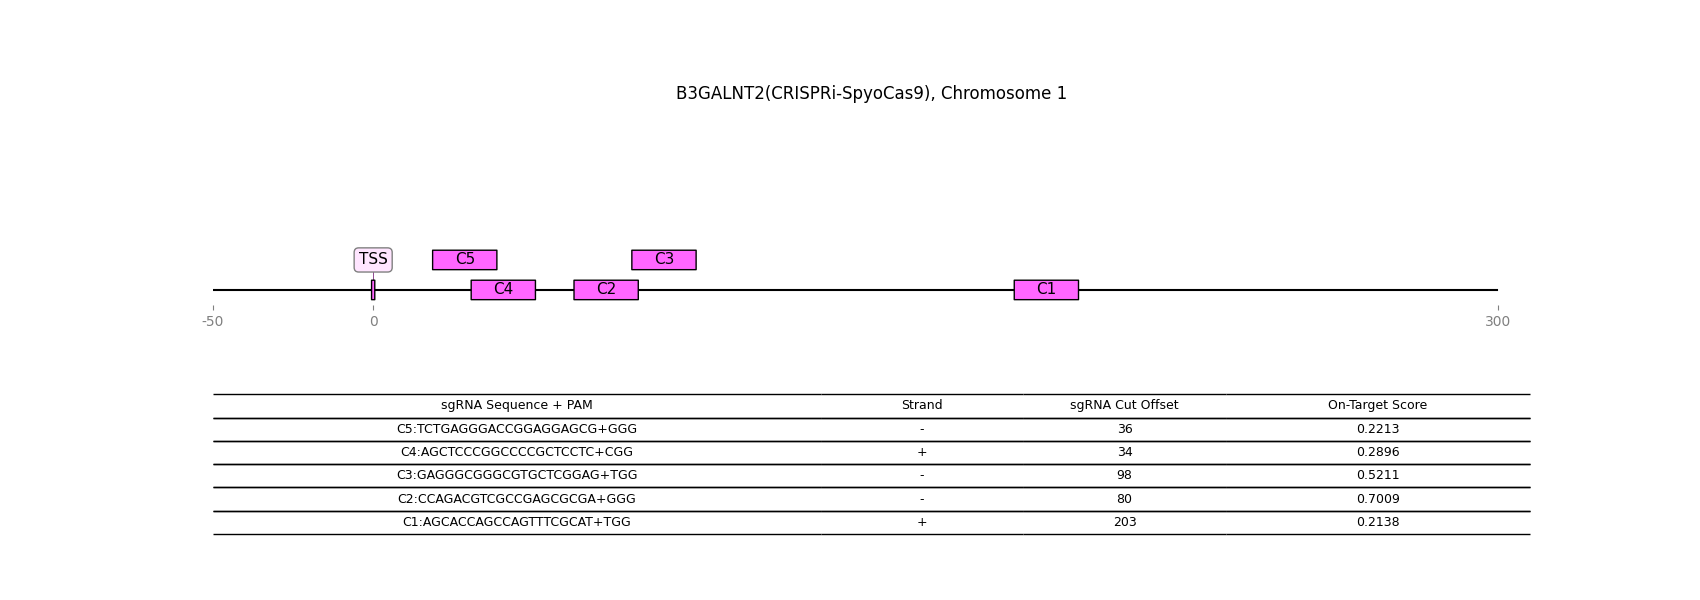 B3GALNT2(CRISPRi-SpyoCas9), Chromosome 1
TSS C5 C3
C4 C2 C1
-50 0 300
sgRNA Sequence + PAM Strand sgRNA Cut Offset On-Target Score
C5:TCTGAGGGACCGGAGGAGCG+GGG - 36 0.2213
C4:AGCTCCCGGCCCCGCTCCTC+CGG + 34 0.2896
C3:GAGGGCGGGCGTGCTCGGAG+TGG - 98 0.5211
C2:CCAGACGTCGCCGAGCGCGA+GGG - 80 0.7009
C1:AGCACCAGCCAGTTTCGCAT+TGG + 203 0.2138